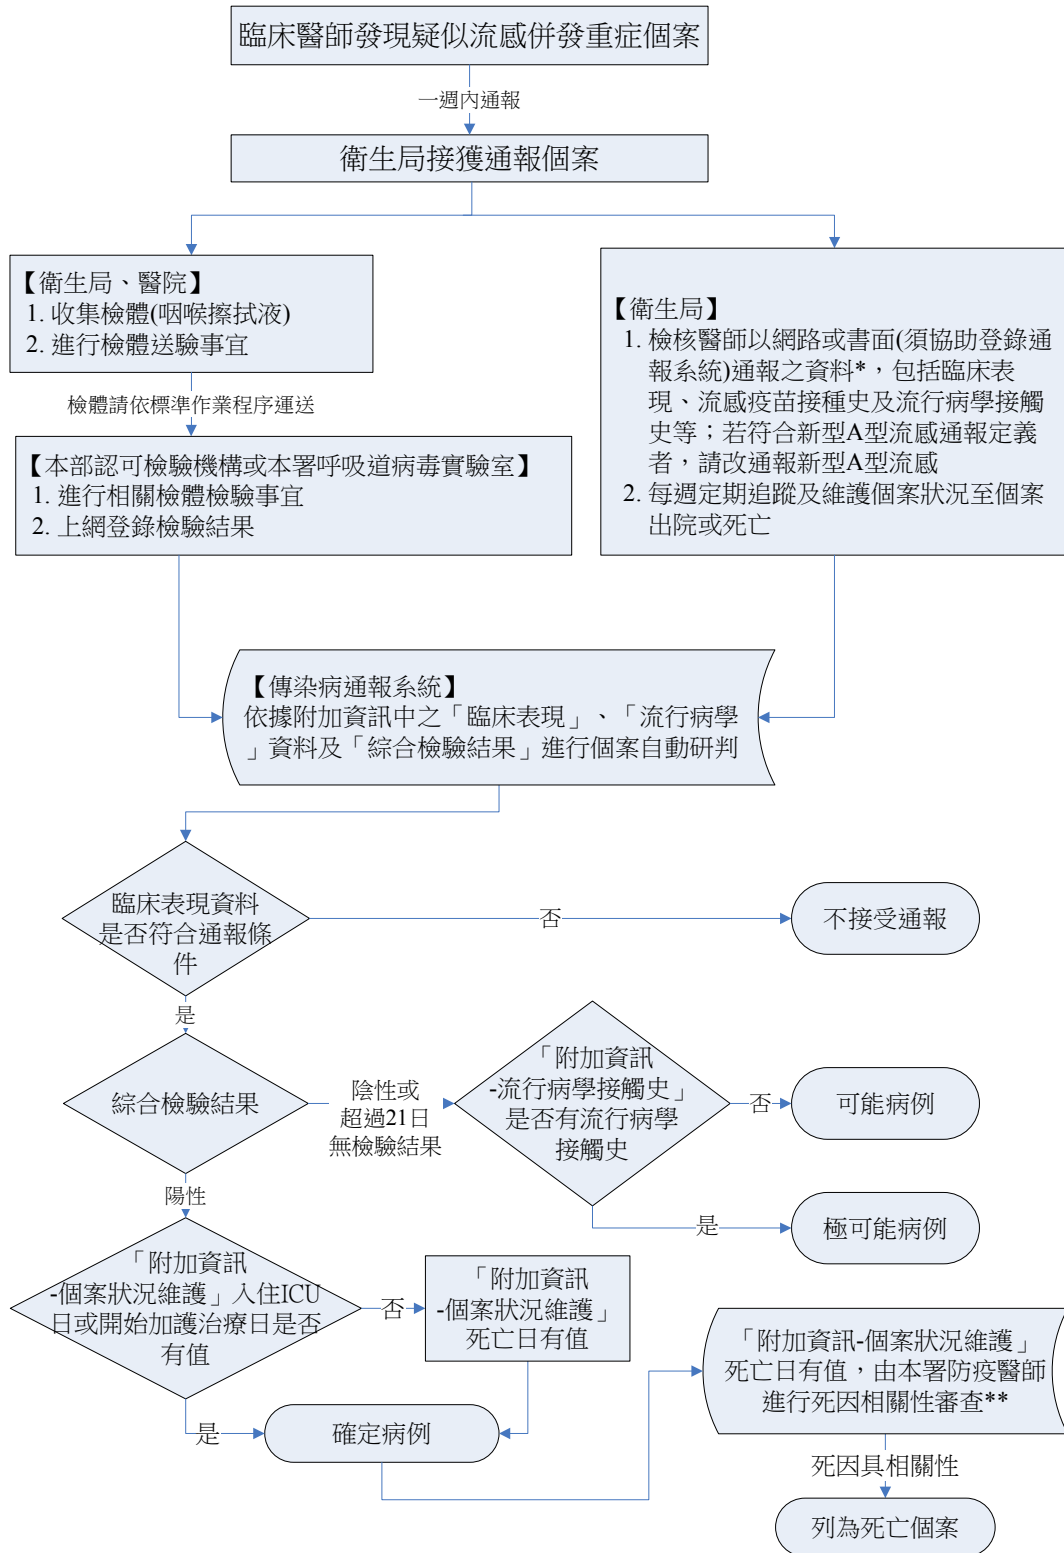 臨床醫師發現疑似流感併發重症個案
一週內通報
衛生局接獲通報個案
【衛生局、醫院】
1. 收集檢體(咽喉擦拭液)
2. 進行檢體送驗事宜
檢體請依標準作業程序運送
【本部認可檢驗機構或本署呼吸道病毒實驗室】
1. 進行相關檢體檢驗事宜
2. 上網登錄檢驗結果
【衛生局】
1. 檢核醫師以網路或書面(須協助登錄通
報系統)通報之資料*，包括臨床表
現、流感疫苗接種史及流行病學接觸
史等；若符合新型A型流感通報定義
者，請改通報新型A型流感
2. 每週定期追蹤及維護個案狀況至個案
出院或死亡
【傳染病通報系統】
依據附加資訊中之「臨床表現」、「流行病學
」資料及「綜合檢驗結果」進行個案自動研判
臨床表現資料
是否符合通報條
件
否
不接受通報
是
綜合檢驗結果
陰性或
超過21日
無檢驗結果
「附加資訊
-流行病學接觸史」
是否有流行病學
接觸史
否
可能病例
是
極可能病例
陽性
「附加資訊
-個案狀況維護」入住ICU
日或開始加護治療日是否
有值
否
「附加資訊
-個案狀況維護」
死亡日有值
是
確定病例
「附加資訊-個案狀況維護」
死亡日有值，由本署防疫醫師
進行死因相關性審查**
死因具相關性
列為死亡個案